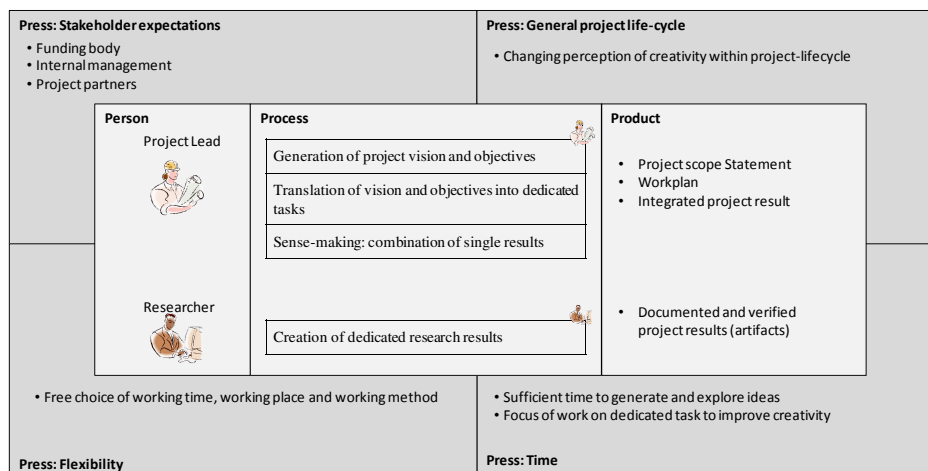 Press: Stakeholder expectations
• Funding body
• Internal management
• Project partners
Press: General project life-cycle
• Changing perception of creativity within project-lifecycle
Person
Project Lead
Researcher
Process
Generation of project vision and objectives
Translation of vision and objectives into dedicated
tasks
Sense-making: combination of single results
Creation of dedicated research results
Product
• Project scope Statement
• Workplan
• Integrated project result
• Documented and verified
project results (artifacts)
• Free choice of working time, working place and working method
Press: Flexibility
• Sufficient time to generate and explore ideas
• Focus of work on dedicated task to improve creativity
Press: Time